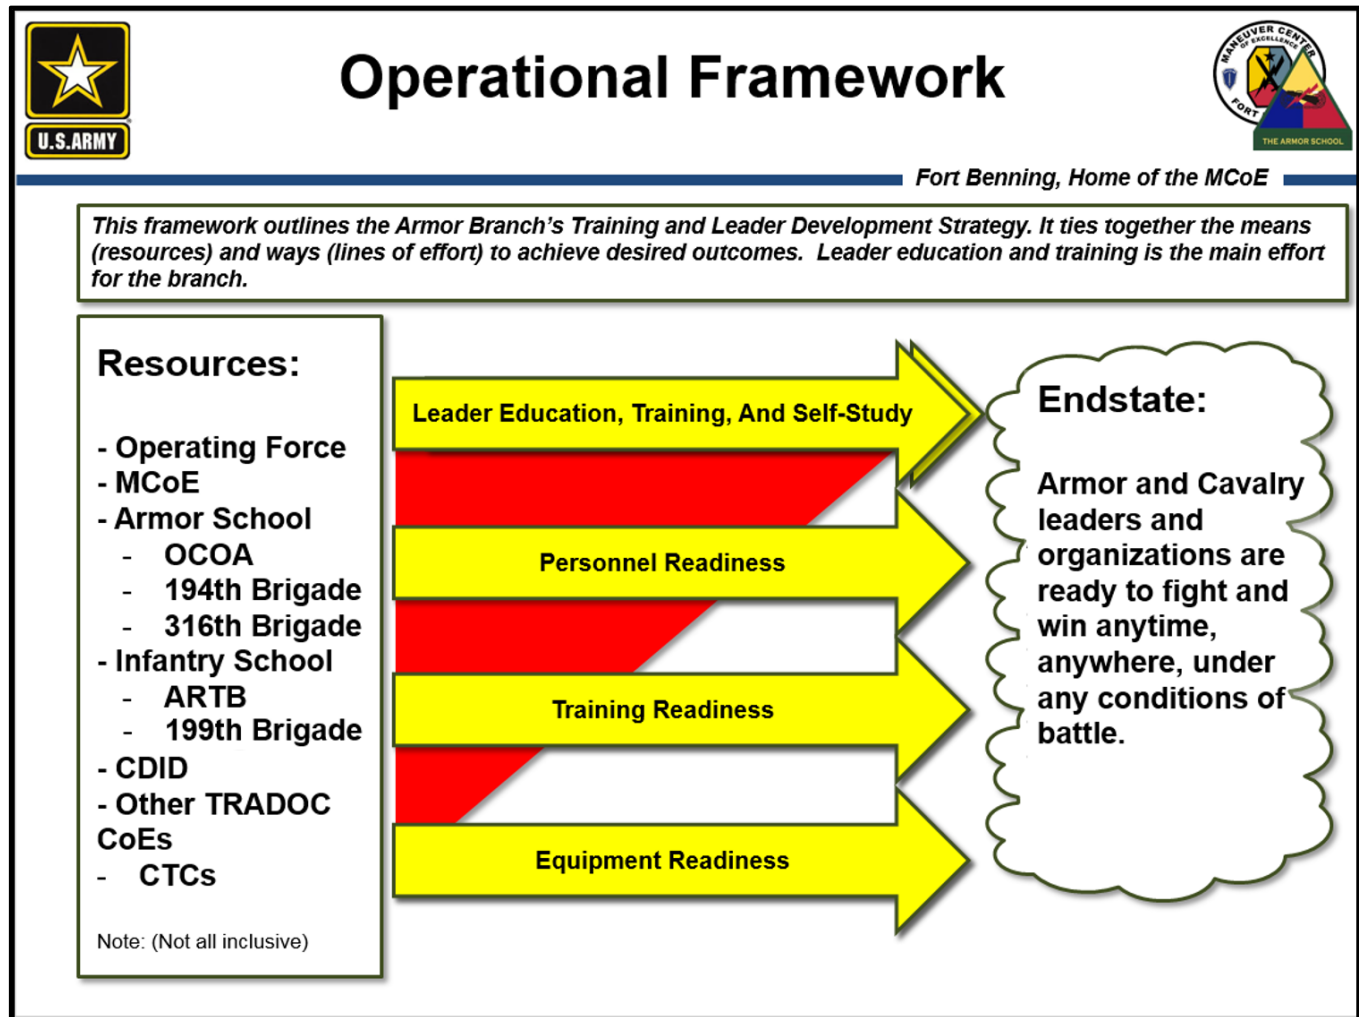 Operational Framework
U.S.ARMY
MANEUVER CENTER
OF EXCELLENCE
FORT
THE ARMOR SCHOOL
Fort Benning, Home of the MCoE
This framework outlines the Armor Branch's Training and Leader Development Strategy. It ties together the means
(resources) and ways (lines of effort) to achieve desired outcomes.  Leader education and training is the main effort
for the branch.
Resources:
- Operating Force
- MCoE
- Armor School
- OCOA
- 194th Brigade
- 316th Brigade
- Infantry School
- ARTB
- 199th Brigade
- CDID
- Other TRADOC
CoEs
- CTCs
Note: (Not all inclusive)
Leader Education, Training, And Self-Study
Personnel Readiness
Training Readiness
Equipment Readiness
Endstate:
Armor and Cavalry
leaders and
organizations are
ready to fight and
win anytime,
anywhere, under
any conditions of
battle.